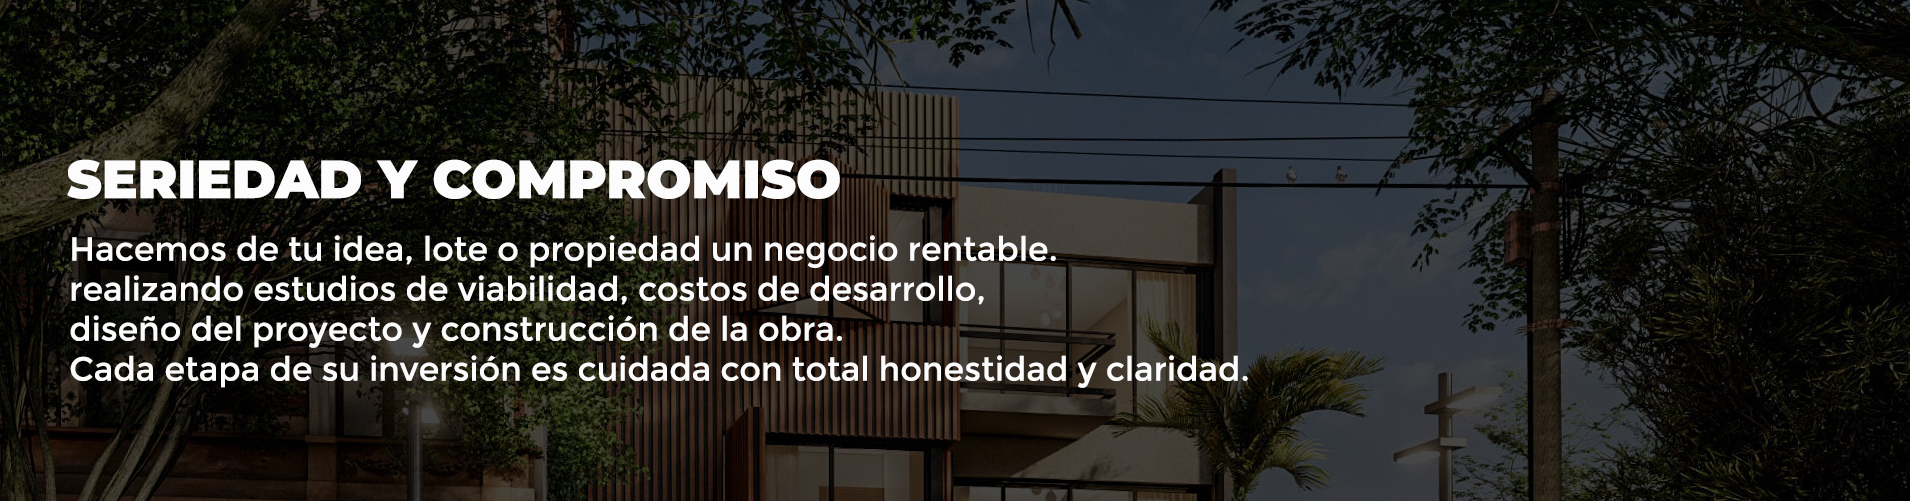 SERIEDAD Y COMPROMISO
Hacemos de tu idea, lote o propiedad un negocio rentable.
realizando estudios de viabilidad, costos de desarrollo,
diseño del proyecto y construcción de la obra.
Cada etapa de su inversión es cuidada con total honestidad y claridad.